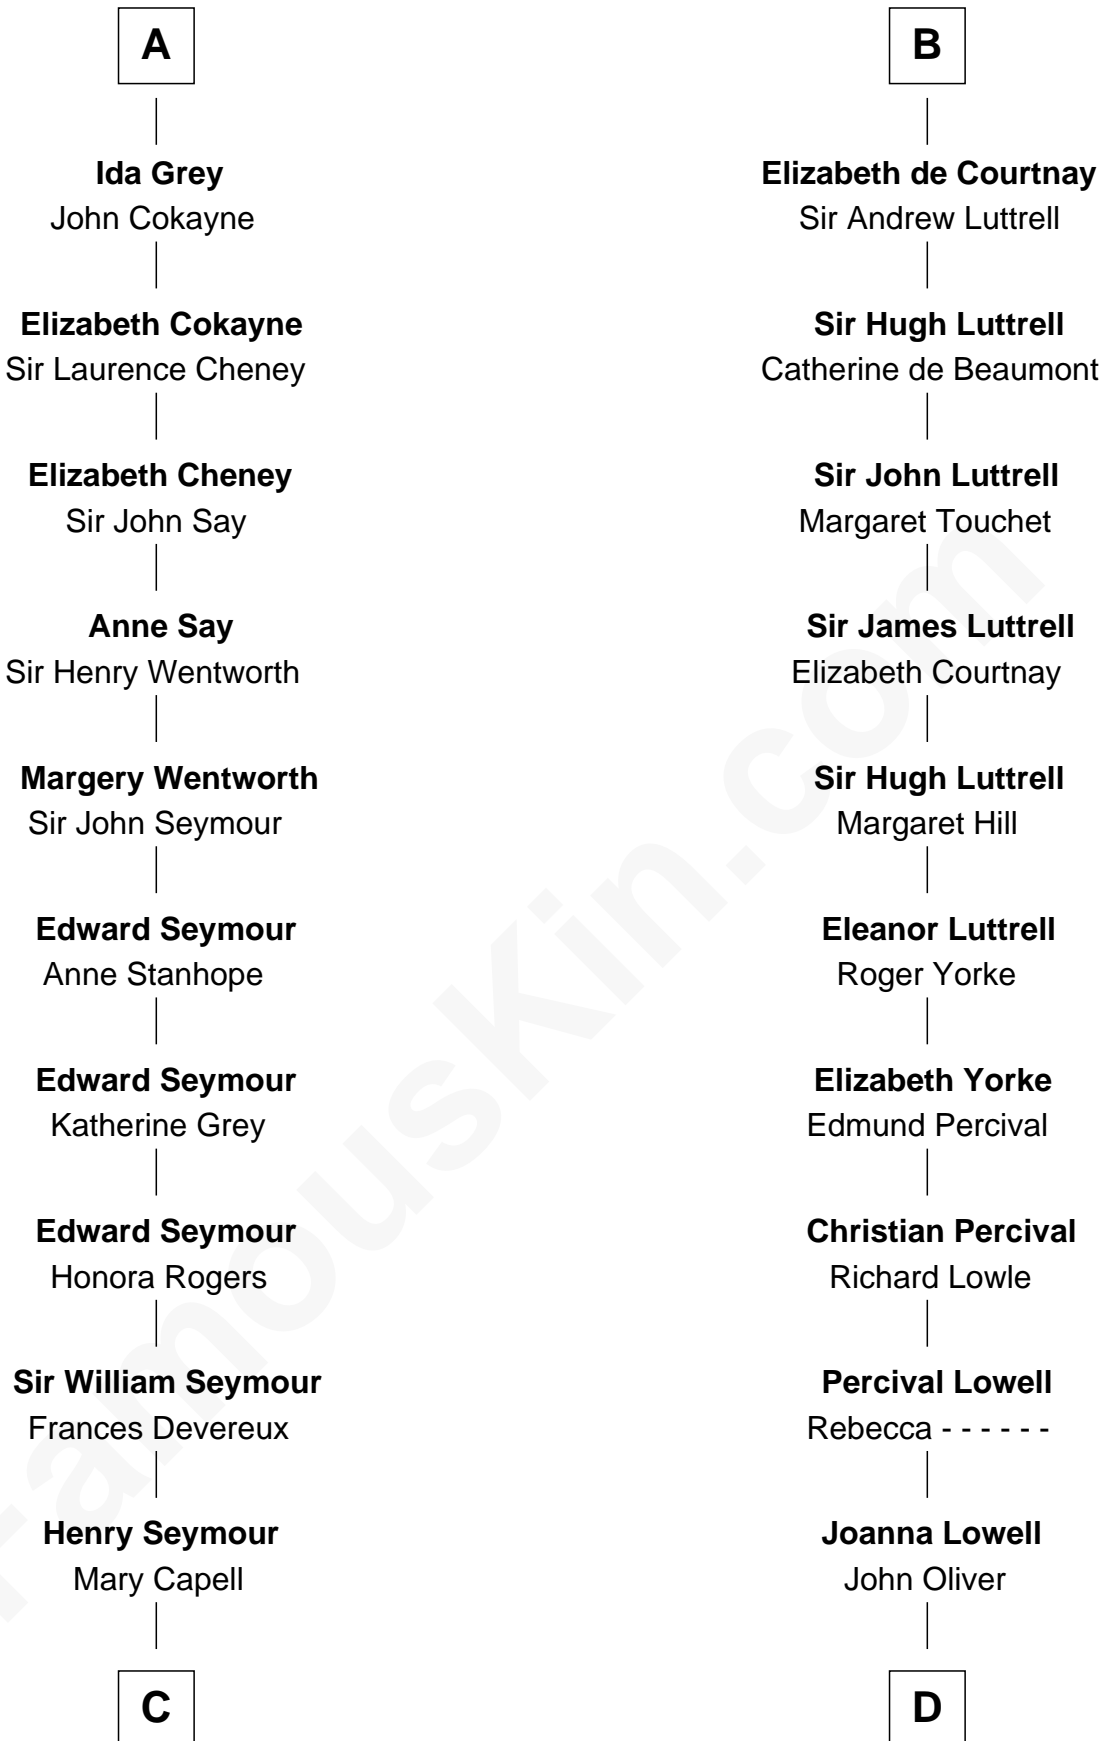 A
Ida Grey
John Cokayne
Elizabeth Cokayne
Sir Laurence Cheney
Elizabeth Cheney
Sir John Say
Anne Say
Sir Henry Wentworth
Margery Wentworth
Sir John Seymour
Edward Seymour
Anne Stanhope
Edward Seymour
Katherine Grey
Edward Seymour
Honora Rogers
Sir William Seymour
Frances Devereux
Henry Seymour
Mary Capell
C
B
Elizabeth de Courtnay
Sir Andrew Luttrell
Sir Hugh Luttrell
Catherine de Beaumont
Sir John Luttrell
Margaret Touchet
Sir James Luttrell
Elizabeth Courtnay
Sir Hugh Luttrell
Margaret Hill
Eleanor Luttrell
Roger Yorke
Elizabeth Yorke
Edmund Percival
Christian Percival
Richard Lowle
Percival Lowell
Rebecca - - - - - -
Joanna Lowell
John Oliver
D
FamousKin.com